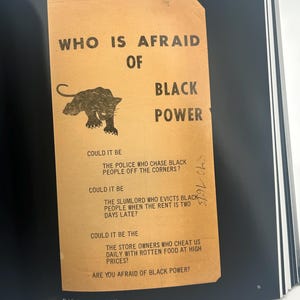 WHO IS AFRAID
OF
BLACK
POWER
COULD IT BE
THE POLICE WHO CHASE BLACK
PEOPLE OFF THE CORNERS?
COULD IT BE
THE SLUMLORD WHO EVICTS BLACK
PEOPLE WHEN THE RENT IS TWO
DAYS LATE?
COULD IT BE THE
THE STORE OWNERS WHO CHEAT US
DAILY WITH ROTTEN FOOD AT HIGH
PRICES?
ARE YOU AFRAID OF BLACK POWER?